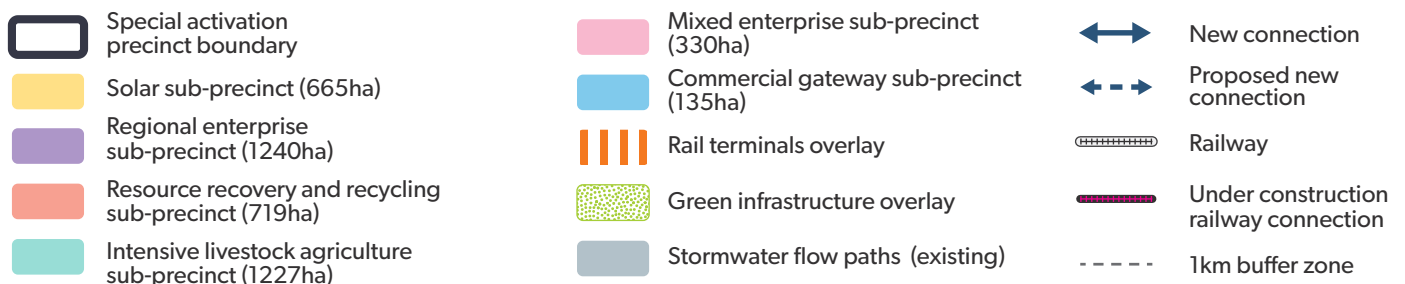 Special activation
precinct boundary
Solar sub-precinct (665ha)
Regional enterprise
sub-precinct (1240ha)
Resource recovery and recycling
sub-precinct (719ha)
Intensive livestock agriculture
sub-precinct (1227ha)
Mixed enterprise sub-precinct
(330ha)
Commercial gateway sub-precinct
(135ha)
Rail terminals overlay
Green infrastructure overlay
Stormwater flow paths (existing)
New connection
Proposed new
connection
Railway
Under construction
railway connection
1km buffer zone